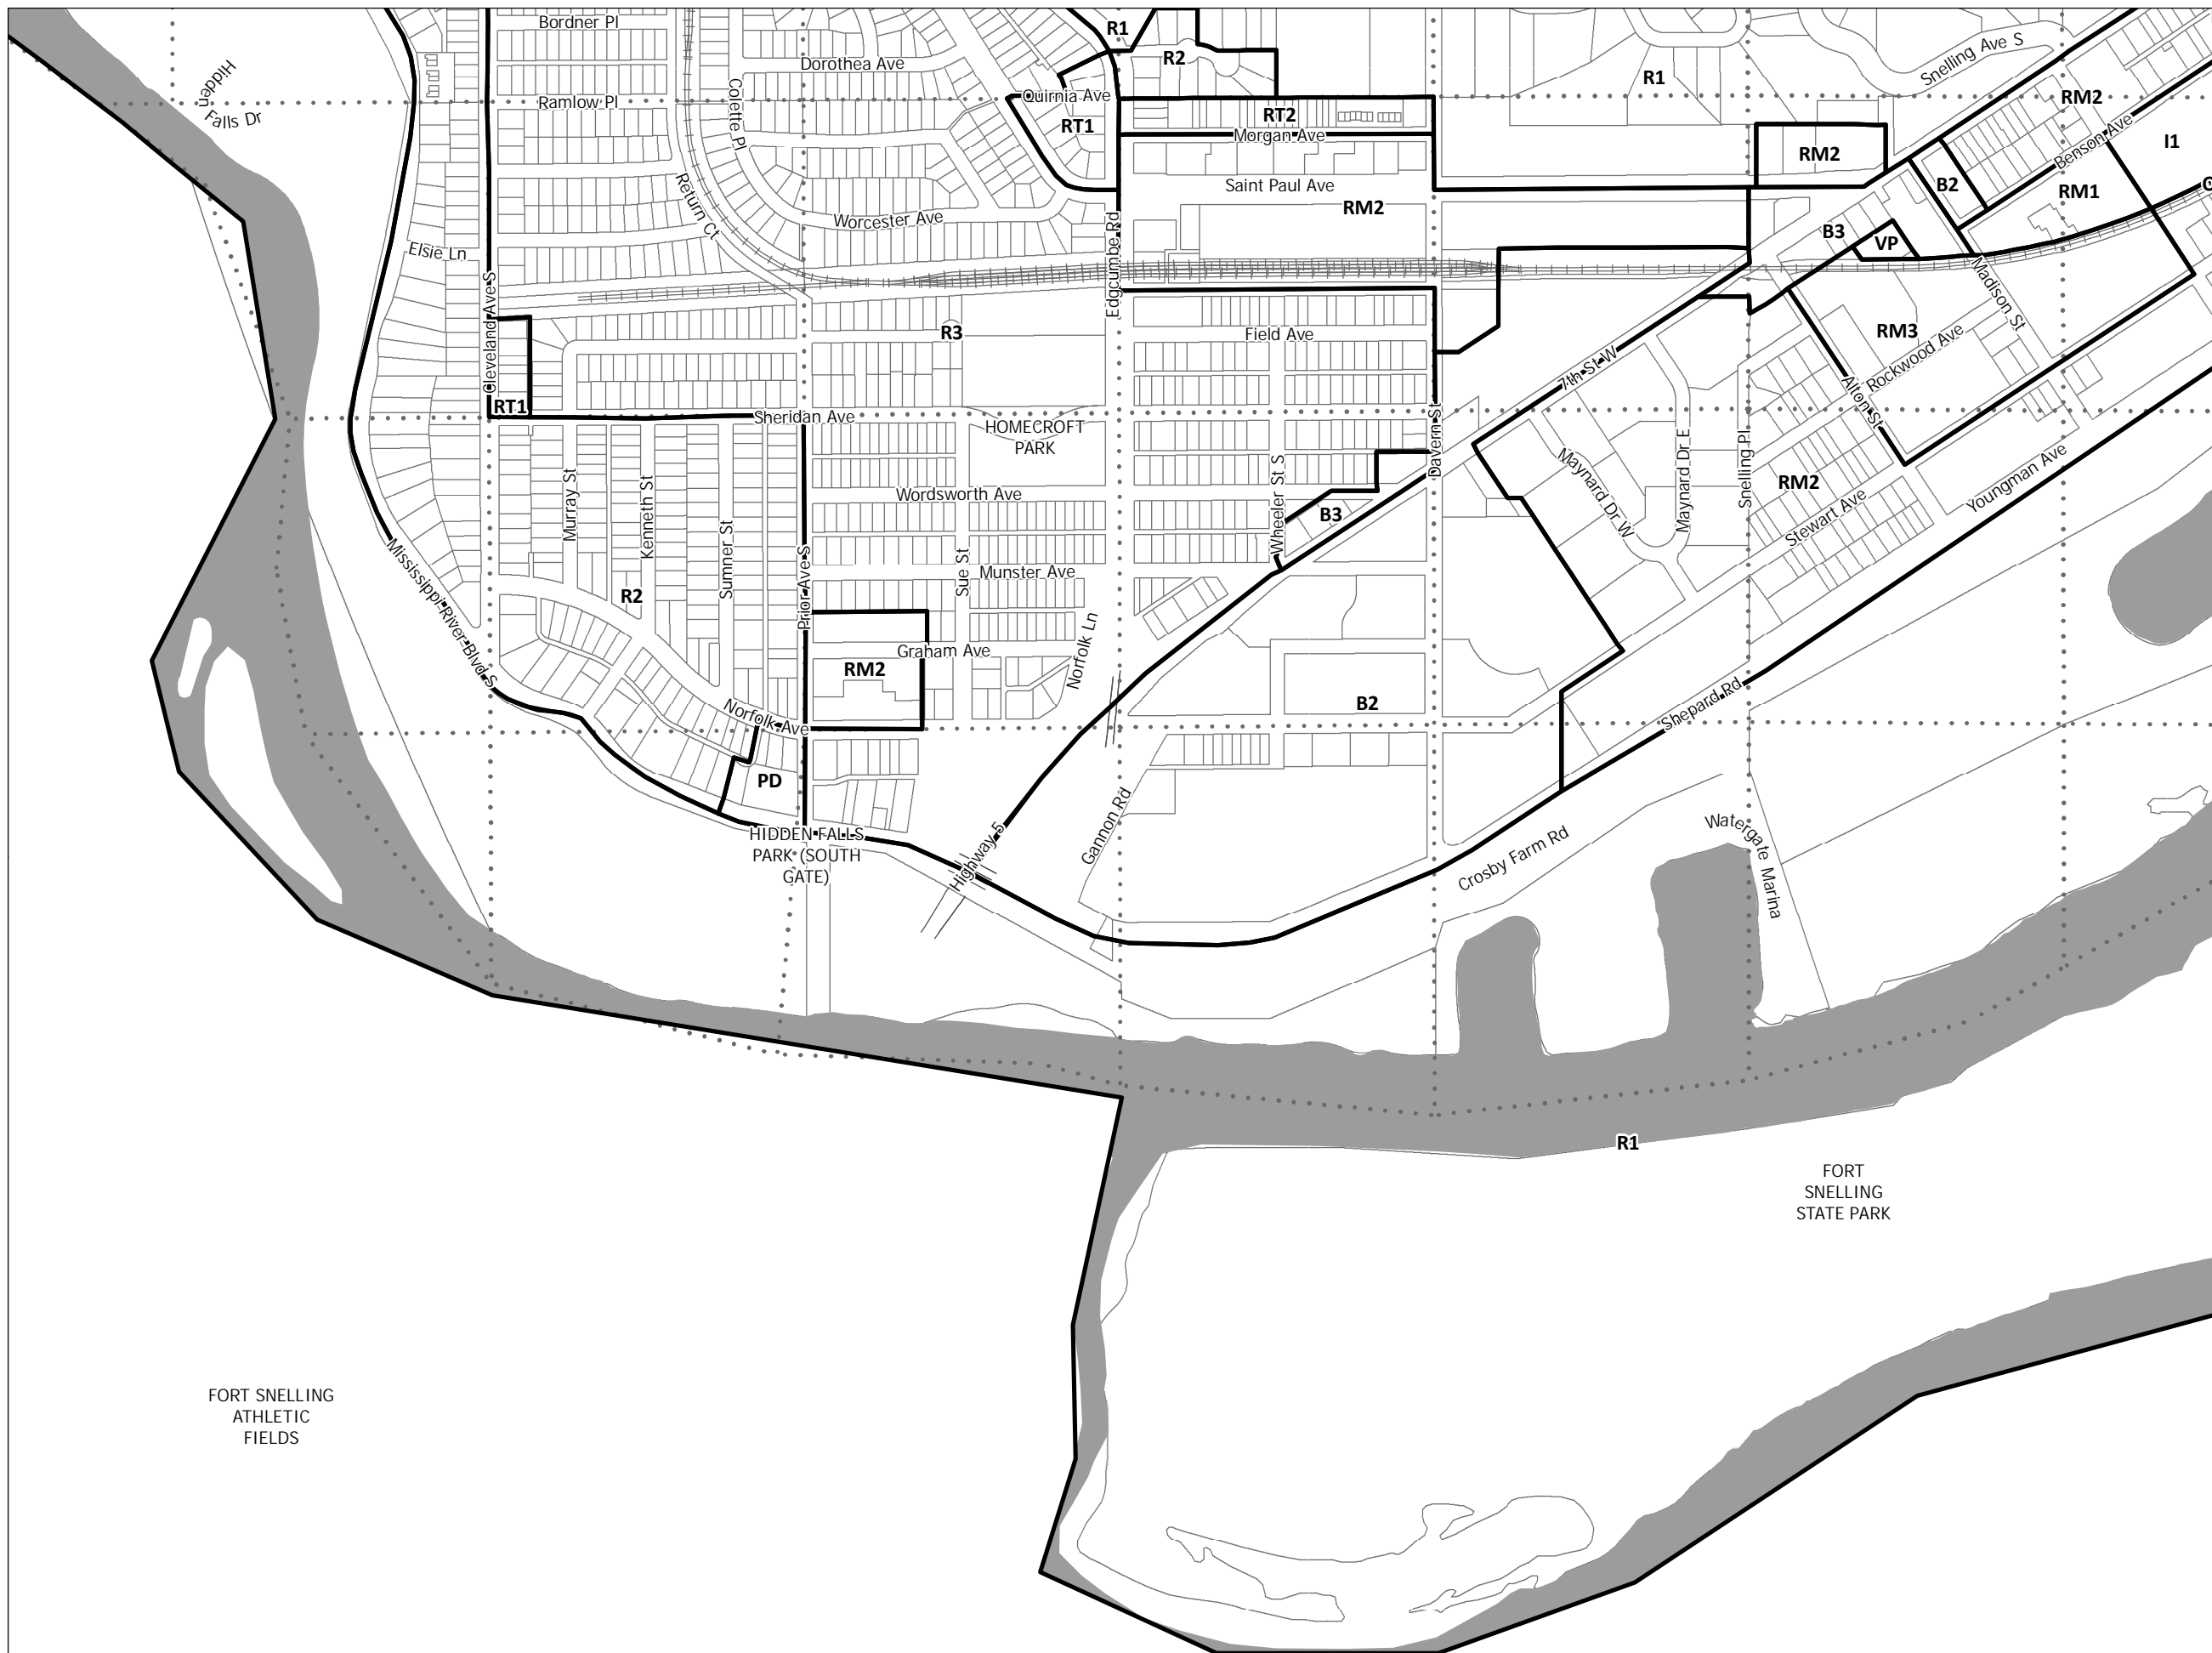 Bordner Pl
R1
Snelling Ave S
Dorothea Ave
R2
Hidden
Falls Dr
Ramlow Pl
Colette Pl
Quirnia Ave
R1
RM2
RT1
RT2
Morgan Ave
RM2
Benson Ave
I1
Saint Paul Ave
B2
RM1
Return Ct
Worcester Ave
RM2
B3
VP
Elsie Ln
Edgcumbe Rd
Madison St
Cleveland Ave S
R3
Field Ave
RM3
Rockwood Ave
7th St W
RT1
Sheridan Ave
Alton St
HOMECROFT
PARK
Davern St
Maynard Dr W
Maynard Dr E
Snelling Pl
RM2
Youngman Ave
Murray St
Kenneth St
Wordsworth Ave
Wheeler St S
B3
Stewart Ave
Sumner St
Prior Ave S
Sue St
Munster Ave
Mississippi River Blvd S
R2
Graham Ave
Norfolk Ln
RM2
B2
Shepard Rd
Norfolk Ave
PD
HIDDEN FALLS
PARK (SOUTH
GATE)
Highway 5
Gannon Rd
Crosby Farm Rd
Watergate Marina
R1
FORT
SNELLING
STATE PARK
FORT SNELLING
ATHLETIC
FIELDS